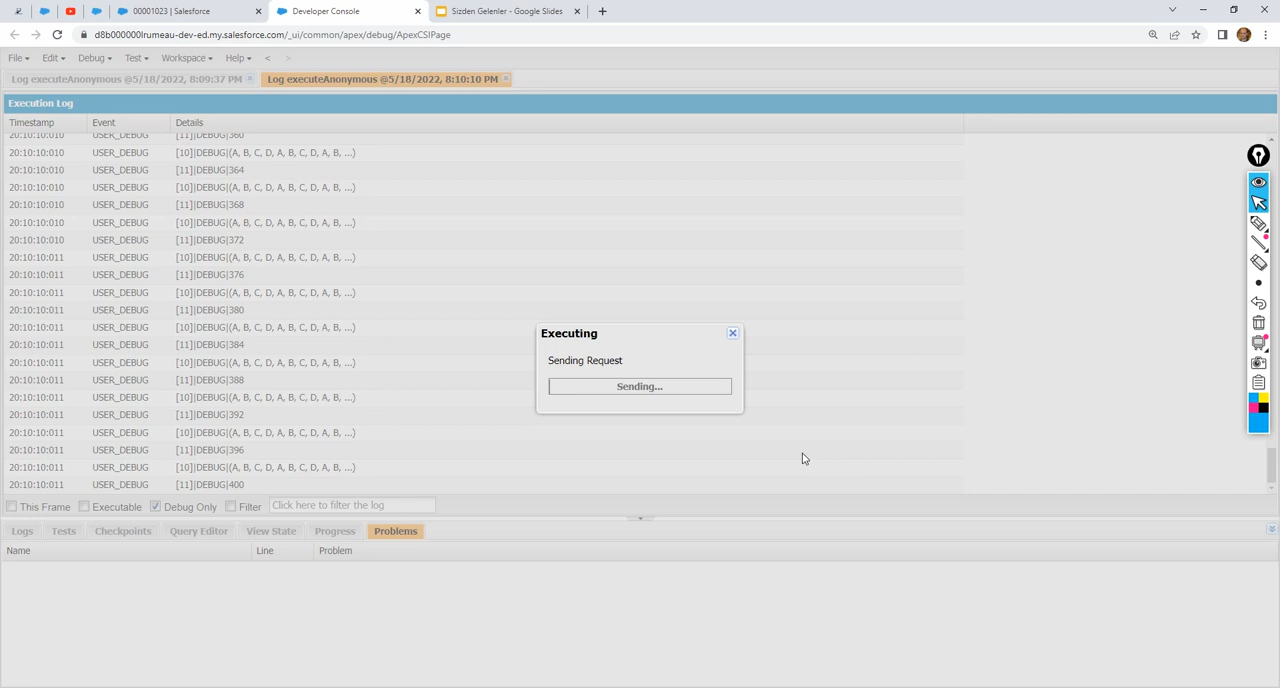 00001023 | Salesforce
Developer Console
Sizden Gelenler - Google Slides
d8b000000lrumeau-dev-ed.my.salesforce.com/_ui/common/apex/debug/ApexCSIPage
File Edit Debug Test Workspace Help < >
Log executeAnonymous @5/18/2022, 8:09:37 PM
Log executeAnonymous @5/18/2022, 8:10:10 PM
Execution Log
Timestamp Event Details
20:10:10:010 USER_DEBUG [11]|DEBUG|360
20:10:10:010 USER_DEBUG [10]|DEBUG|(A, B, C, D, A, B, C, D, A, B, ...)
20:10:10:010 USER_DEBUG [11]|DEBUG|364
20:10:10:010 USER_DEBUG [10]|DEBUG|(A, B, C, D, A, B, C, D, A, B, ...)
20:10:10:010 USER_DEBUG [11]|DEBUG|368
20:10:10:010 USER_DEBUG [10]|DEBUG|(A, B, C, D, A, B, C, D, A, B, ...)
20:10:10:010 USER_DEBUG [11]|DEBUG|372
20:10:10:011 USER_DEBUG [10]|DEBUG|(A, B, C, D, A, B, C, D, A, B, ...)
20:10:10:011 USER_DEBUG [11]|DEBUG|376
20:10:10:011 USER_DEBUG [10]|DEBUG|(A, B, C, D, A, B, C, D, A, B, ...)
20:10:10:011 USER_DEBUG [11]|DEBUG|380
20:10:10:011 USER_DEBUG [10]|DEBUG|(A, B, C, D, A, B, C, D, A, B, ...)
20:10:10:011 USER_DEBUG [11]|DEBUG|384
20:10:10:011 USER_DEBUG [10]|DEBUG|(A, B, C, D, A, B, C, D, A, B, ...)
20:10:10:011 USER_DEBUG [11]|DEBUG|388
20:10:10:011 USER_DEBUG [10]|DEBUG|(A, B, C, D, A, B, C, D, A, B, ...)
20:10:10:011 USER_DEBUG [11]|DEBUG|392
20:10:10:011 USER_DEBUG [10]|DEBUG|(A, B, C, D, A, B, C, D, A, B, ...)
20:10:10:011 USER_DEBUG [11]|DEBUG|396
20:10:10:011 USER_DEBUG [10]|DEBUG|(A, B, C, D, A, B, C, D, A, B, ...)
20:10:10:011 USER_DEBUG [11]|DEBUG|400
Executing
Sending Request
Sending...
This Frame Executable Debug Only Filter Click here to filter the log
Logs Tests Checkpoints Query Editor View State Progress Problems
Name Line Problem